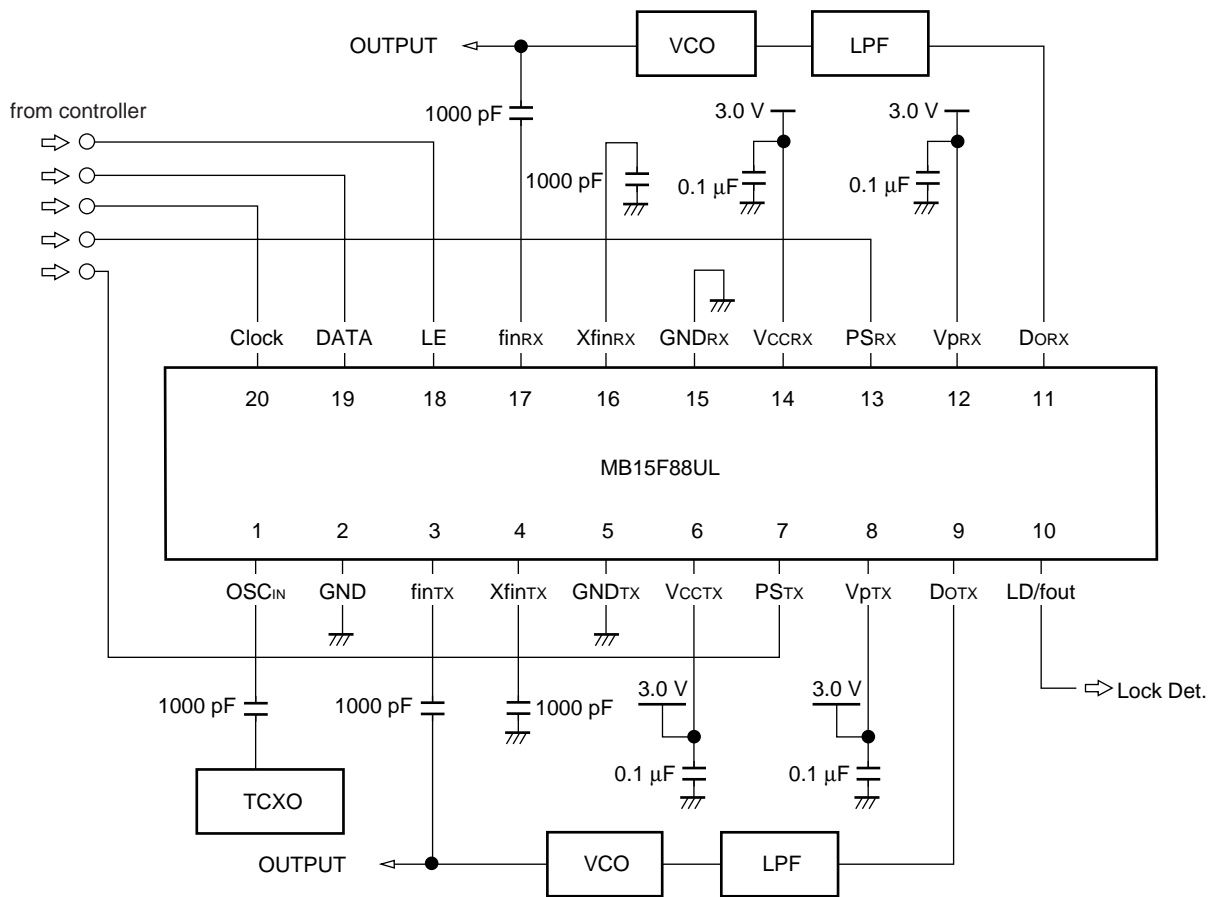 OUTPUT
VCO
LPF
from controller
1000 pF
3.0 V
3.0 V
1000 pF
0.1 μF
0.1 μF
Clock DATA LE finRX XfinRX GNDRX VCCRX PSRX VpRX DORX
20 19 18 17 16 15 14 13 12 11
MB15F88UL
1 2 3 4 5 6 7 8 9 10
OSCIN GND finTX XfinTX GNDTX VCCTX PSTX VpTX DOTX LD/fout
3.0 V
3.0 V
Lock Det.
1000 pF
1000 pF
1000 pF
0.1 μF
0.1 μF
TCXO
OUTPUT
VCO
LPF